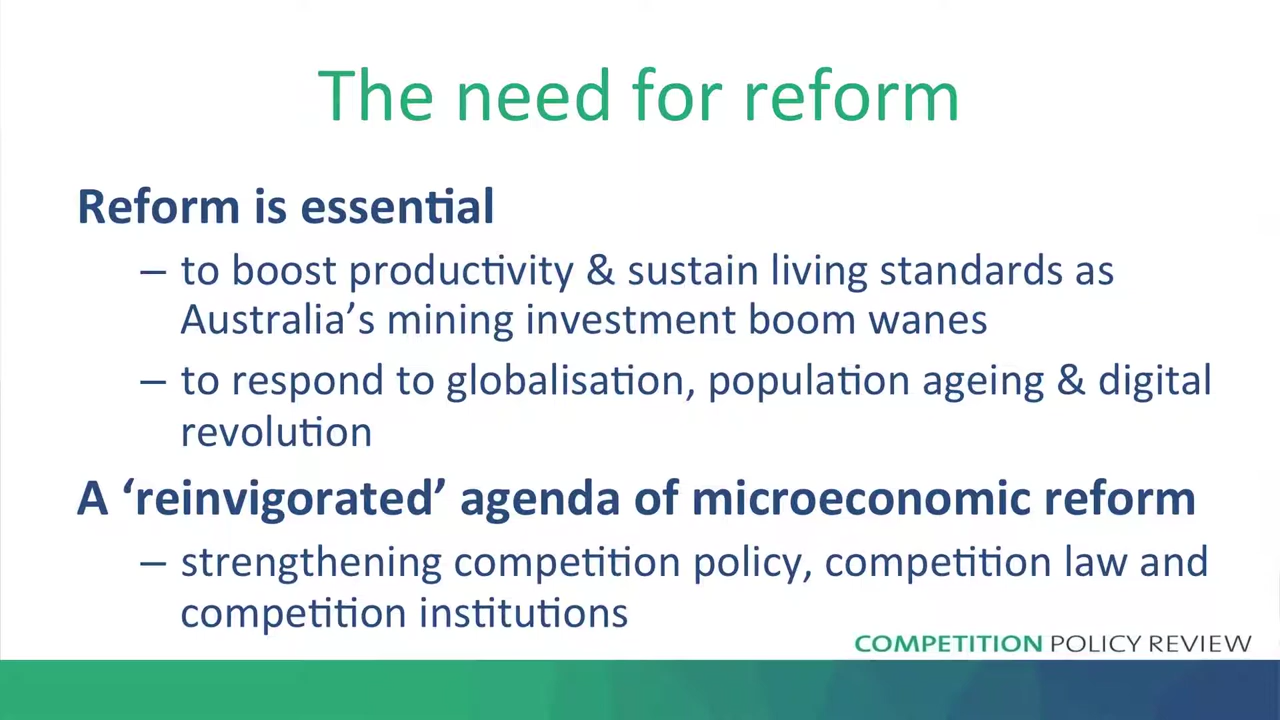 The need for reform
Reform is essential
– to boost productivity & sustain living standards as
Australia’s mining investment boom wanes
– to respond to globalisation, population ageing & digital
revolution
A ‘reinvigorated’ agenda of microeconomic reform
– strengthening competition policy, competition law and
competition institutions
COMPETITION POLICY REVIEW